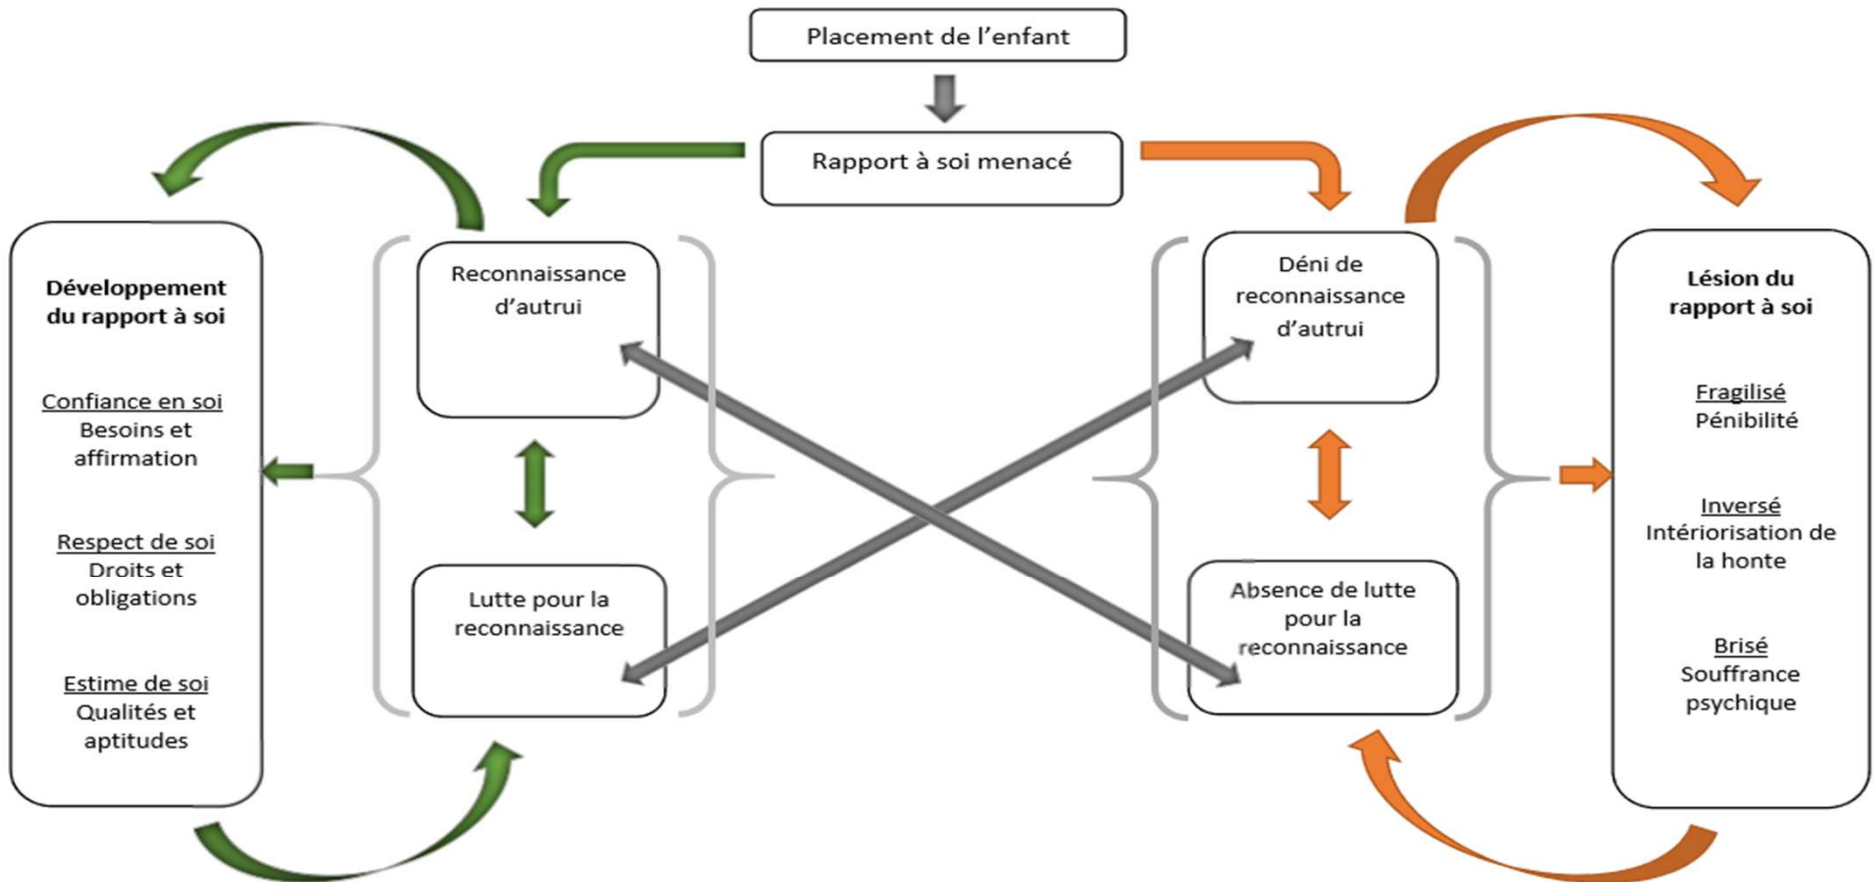 Placement de l’enfant
Rapport à soi menacé
Développement
du rapport à soi
Confiance en soi
Besoins et
affirmation
Respect de soi
Droits et
obligations
Estime de soi
Qualités et
aptitudes
Reconnaissance
d’autrui
Lutte pour la
reconnaissance
Déni de
reconnaissance
d’autrui
Absence de lutte
pour la
reconnaissance
Lésion du
rapport à soi
Fragilisé
Pénibilité
Inversé
Intériorisation de
la honte
Brisé
Souffrance
psychique